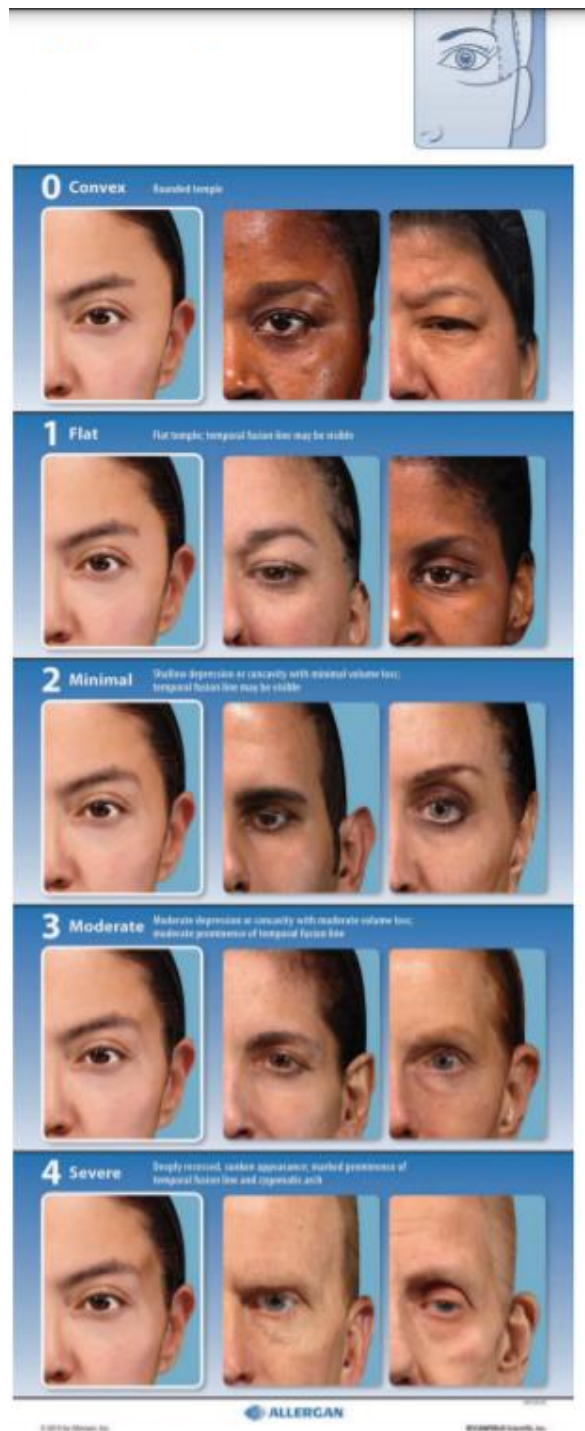 0 Convex Rounded temple
1 Flat Flat temple; temporal fusion line may be visible
2 Minimal Shallow depression or concavity with minimal volume loss;
temporal fusion line may be visible
3 Moderate Moderate depression or concavity with moderate volume loss;
moderate prominence of temporal fusion line
4 Severe Deeply recessed, sunken appearance; marked prominence of
temporal fusion line and zygomatic arch
ALLERGAN